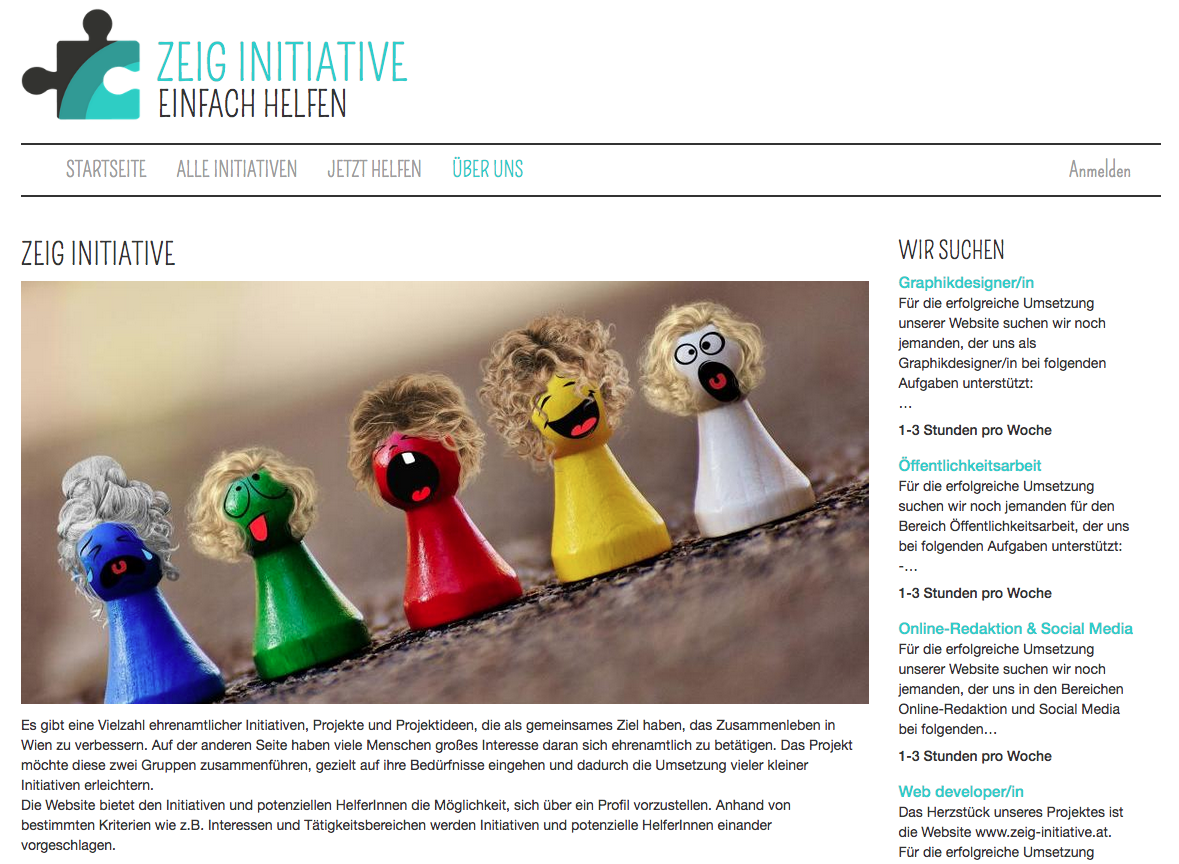 ZEIG INITIATIVE
EINFACH HELFEN
STARTSEITE ALLE INITIATIVEN JETZT HELFEN ÜBER UNS Anmelden
ZEIG INITIATIVE
Es gibt eine Vielzahl ehrenamtlicher Initiativen, Projekte und Projektideen, die als gemeinsames Ziel haben, das Zusammenleben in
Wien zu verbessern. Auf der anderen Seite haben viele Menschen großes Interesse daran sich ehrenamtlich zu betätigen. Das Projekt
möchte diese zwei Gruppen zusammenführen, gezielt auf ihre Bedürfnisse eingehen und dadurch die Umsetzung vieler kleiner
Initiativen erleichtern.
Die Website bietet den Initiativen und potenziellen HelferInnen die Möglichkeit, sich über ein Profil vorzustellen. Anhand von
bestimmten Kriterien wie z.B. Interessen und Tätigkeitsbereichen werden Initiativen und potenzielle HelferInnen einander
vorgeschlagen.
WIR SUCHEN
Graphikdesigner/in
Für die erfolgreiche Umsetzung
unserer Website suchen wir noch
jemanden, der uns als
Graphikdesigner/in bei folgenden
Aufgaben unterstützt:
...
1-3 Stunden pro Woche
Öffentlichkeitsarbeit
Für die erfolgreiche Umsetzung
suchen wir noch jemanden für den
Bereich Öffentlichkeitsarbeit, der uns
bei folgenden Aufgaben unterstützt:
-...
1-3 Stunden pro Woche
Online-Redaktion & Social Media
Für die erfolgreiche Umsetzung
unserer Website suchen wir noch
jemanden, der uns in den Bereichen
Online-Redaktion und Social Media
bei folgenden...
1-3 Stunden pro Woche
Web developer/in
Das Herzstück unseres Projektes ist
die Website www.zeig-initiative.at.
Für die erfolgreiche Umsetzung